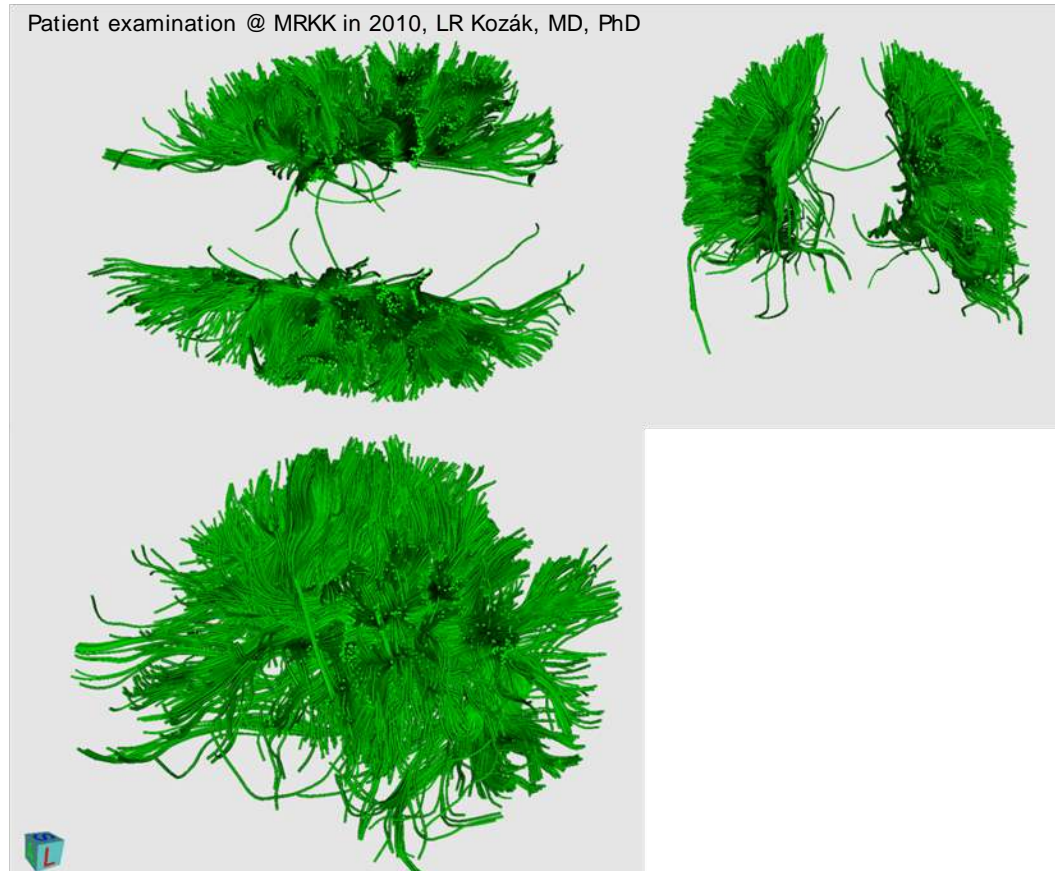 Patient examination @ MRKK in 2010, LR Kozák, MD, PhD
S
L